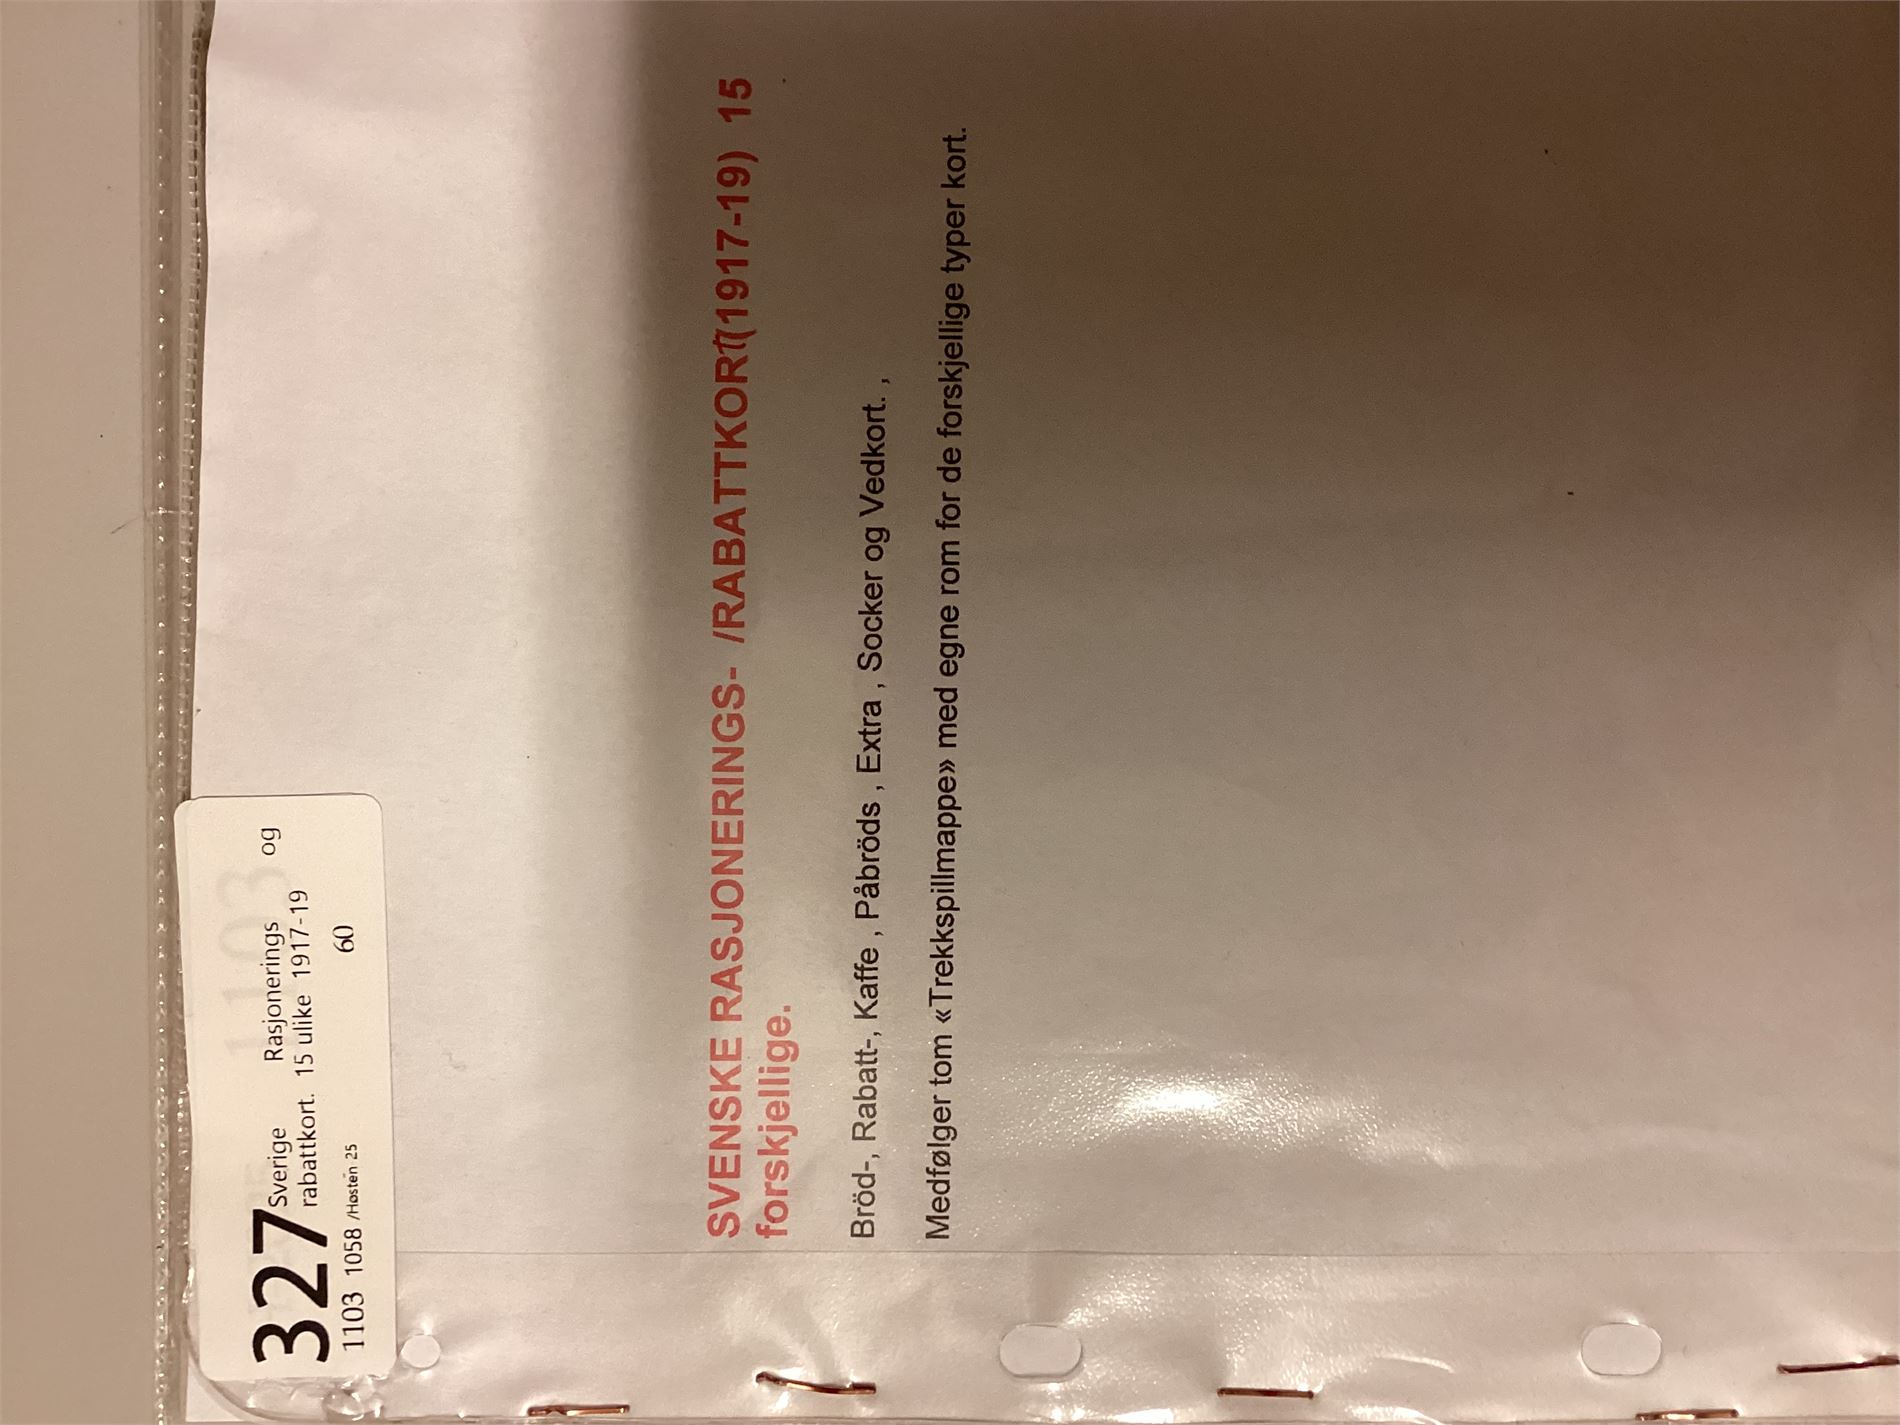 327 Sverige Rasjonerings og
rabattkort. 15 ulike 1917-19
1103 1058 /Høsten 25 60
1103
SVENSKE RASJONERINGS- /RABATTKORT(1917-19) 15
forskjellige.
Bröd-, Rabatt-, Kaffe , Påbröds , Extra , Socker og Vedkort. ,
Medfølger tom «Trekkspillmappe» med egne rom for de forskjellige typer kort.